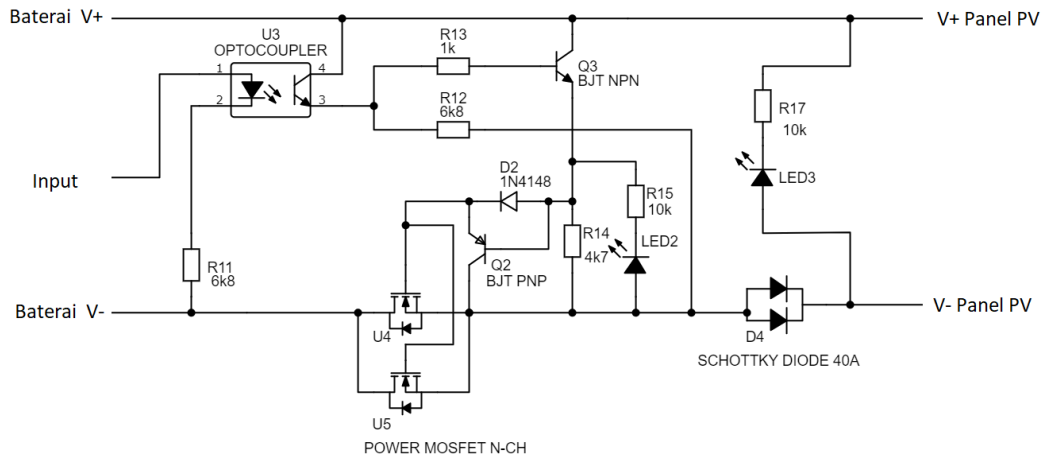 Baterai V+
V+ Panel PV
U3
OPTOCOUPLER
1
4
2
3
R13
1k
Q3
BJT NPN
R12
6k8
R17
10k
LED3
Input
D2
1N4148
R15
10k
R14
4k7
LED2
Q2
BJT PNP
R11
6k8
Baterai V-
V- Panel PV
U4
D4
SCHOTTKY DIODE 40A
U5
POWER MOSFET N-CH